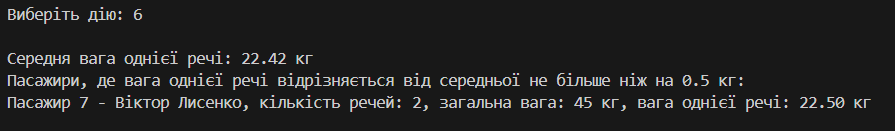 Виберіть дію: 6
Середня вага однієї речі: 22.42 кг
Пасажири, де вага однієї речі відрізняється від середньої не більше ніж на 0.5 кг:
Пасажир 7 - Віктор Лисенко, кількість речей: 2, загальна вага: 45 кг, вага однієї речі: 22.50 кг